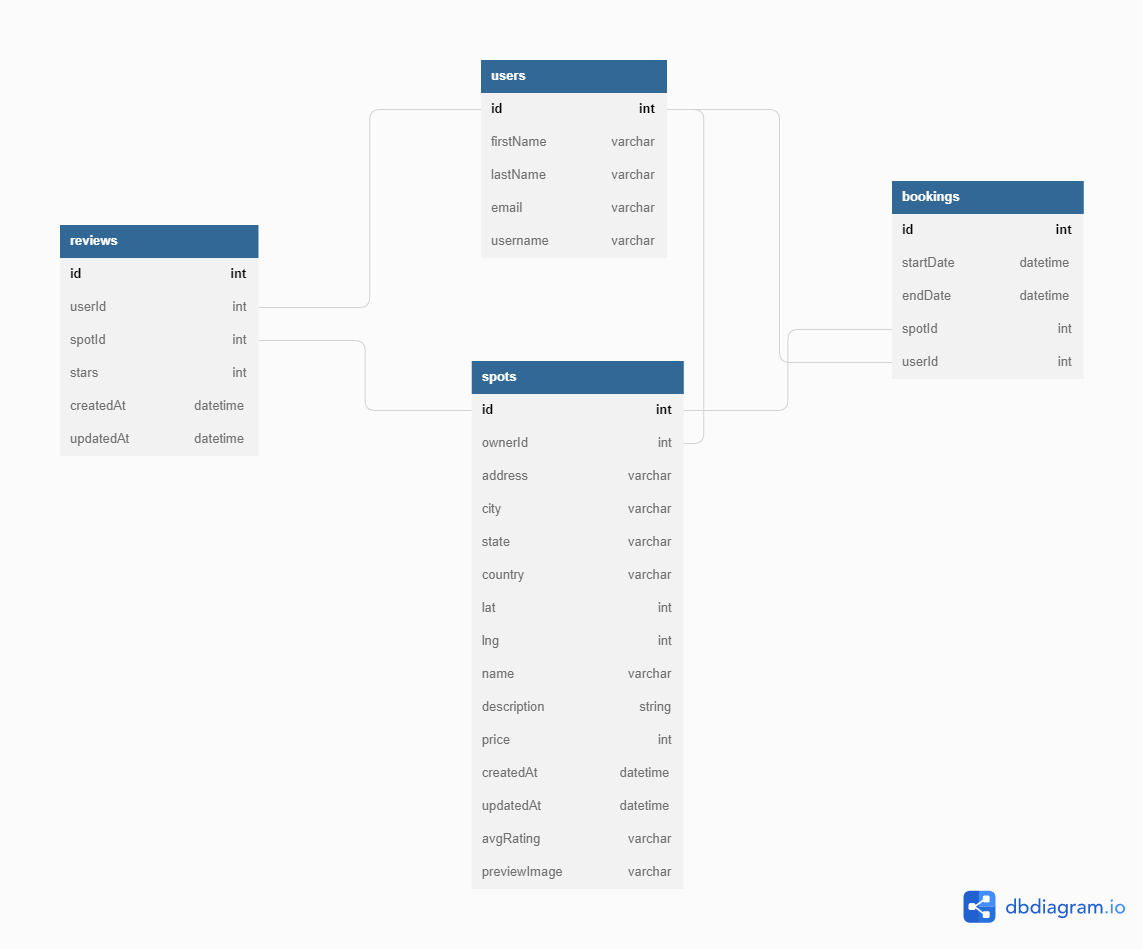 users
id int
firstName varchar
lastName varchar
email varchar
username varchar
bookings
id int
startDate datetime
endDate datetime
spotId int
userId int
reviews
id int
userId int
spotId int
stars int
createdAt datetime
updatedAt datetime
spots
id int
ownerId int
address varchar
city varchar
state varchar
country varchar
lat int
lng int
name varchar
description string
price int
createdAt datetime
updatedAt datetime
avgRating varchar
previewImage varchar
dbdiagram.io